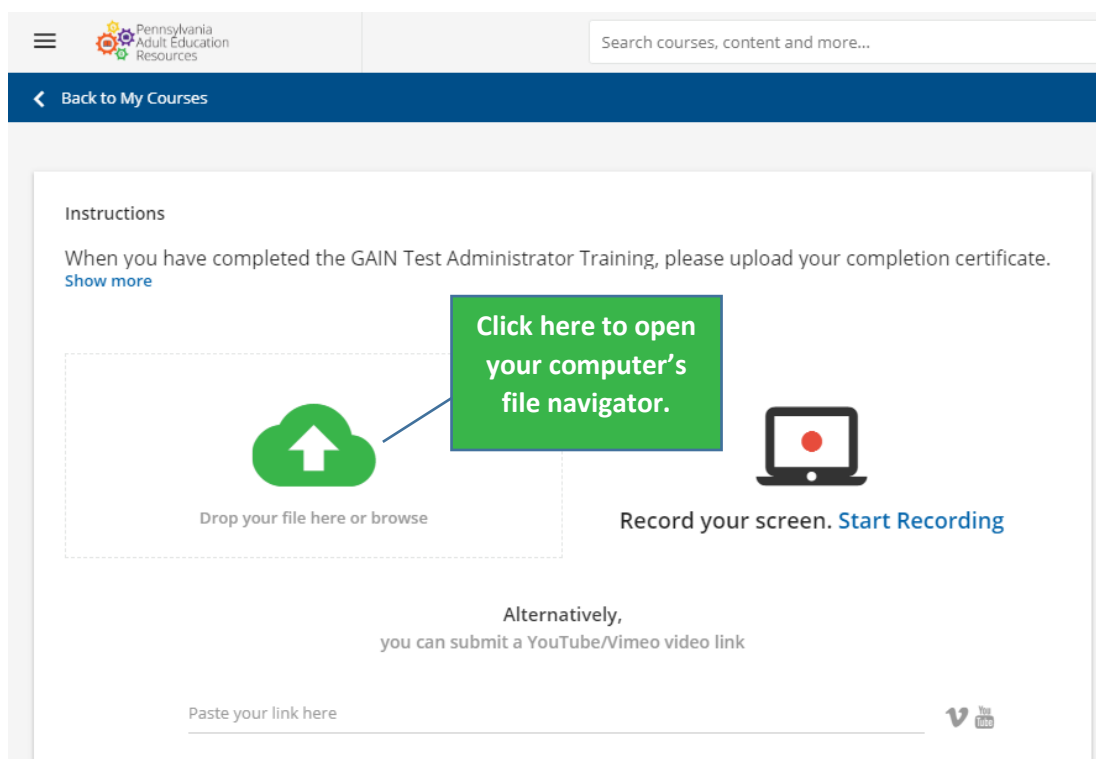 Pennsylvania
Adult Education
Resources
Search courses, content and more...
Back to My Courses
Instructions
When you have completed the GAIN Test Administrator Training, please upload your completion certificate.
Show more
Click here to open
your computer’s
file navigator.
Drop your file here or browse
Record your screen. Start Recording
Alternatively,
you can submit a YouTube/Vimeo video link
Paste your link here
You
Tube